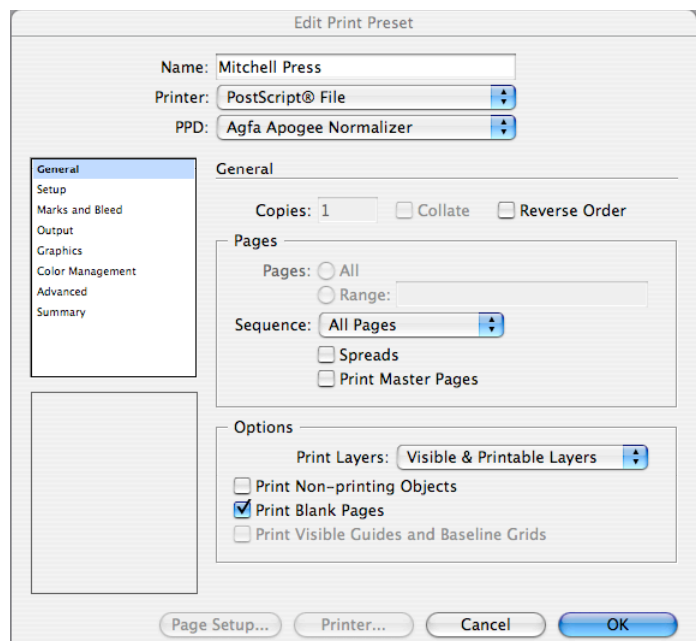 Edit Print Preset
Name: Mitchell Press
Printer: PostScript® File
PPD: Agfa Apogee Normalizer
General
Setup
Marks and Bleed
Output
Graphics
Color Management
Advanced
Summary
General
Copies: 1 Collate Reverse Order
Pages
Pages: All
Range:
Sequence: All Pages
Spreads
Print Master Pages
Options
Print Layers: Visible & Printable Layers
Print Non-printing Objects
Print Blank Pages
Print Visible Guides and Baseline Grids
Page Setup... Printer... Cancel OK